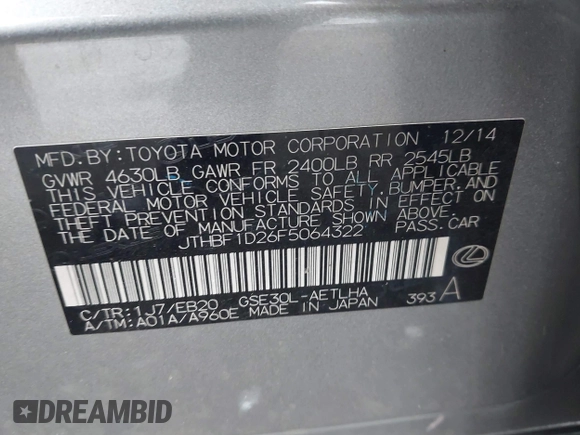 MFD.BY:TOYOTA MOTOR CORPORATION 12/14
GVWR 4630LB GAWR FR 2400LB RR 2545LB
THIS VEHICLE CONFORMS TO ALL APPLICABLE
FEDERAL MOTOR VEHICLE SAFETY, BUMPER, AND
THEFT PREVENTION STANDARDS IN EFFECT ON
THE DATE OF MANUFACTURE SHOWN ABOVE.
JTHBF1D26F5064322 PASS.CAR
C/TR:1J7/EB20 GSE30L-AETLHA
A/TM:A01A/A960E MADE IN JAPAN 393 A
DREAMBID